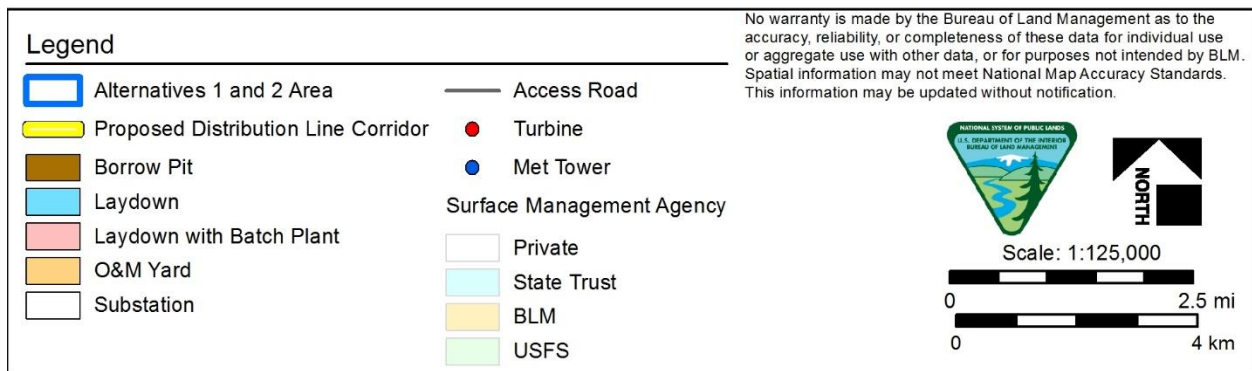 Legend
Alternatives 1 and 2 Area
Proposed Distribution Line Corridor
Borrow Pit
Laydown
Laydown with Batch Plant
O&M Yard
Substation
Access Road
Turbine
Met Tower
Surface Management Agency
Private
State Trust
BLM
USFS
No warranty is made by the Bureau of Land Management as to the
accuracy, reliability, or completeness of these data for individual use
or aggregate use with other data, or for purposes not intended by BLM.
Spatial information may not meet National Map Accuracy Standards.
This information may be updated without notification.
NATIONAL SYSTEM OF PUBLIC LANDS
U.S. DEPARTMENT OF THE INTERIOR
BUREAU OF LAND MANAGEMENT
NORTH
Scale: 1:125,000
0 2.5 mi
0 4 km